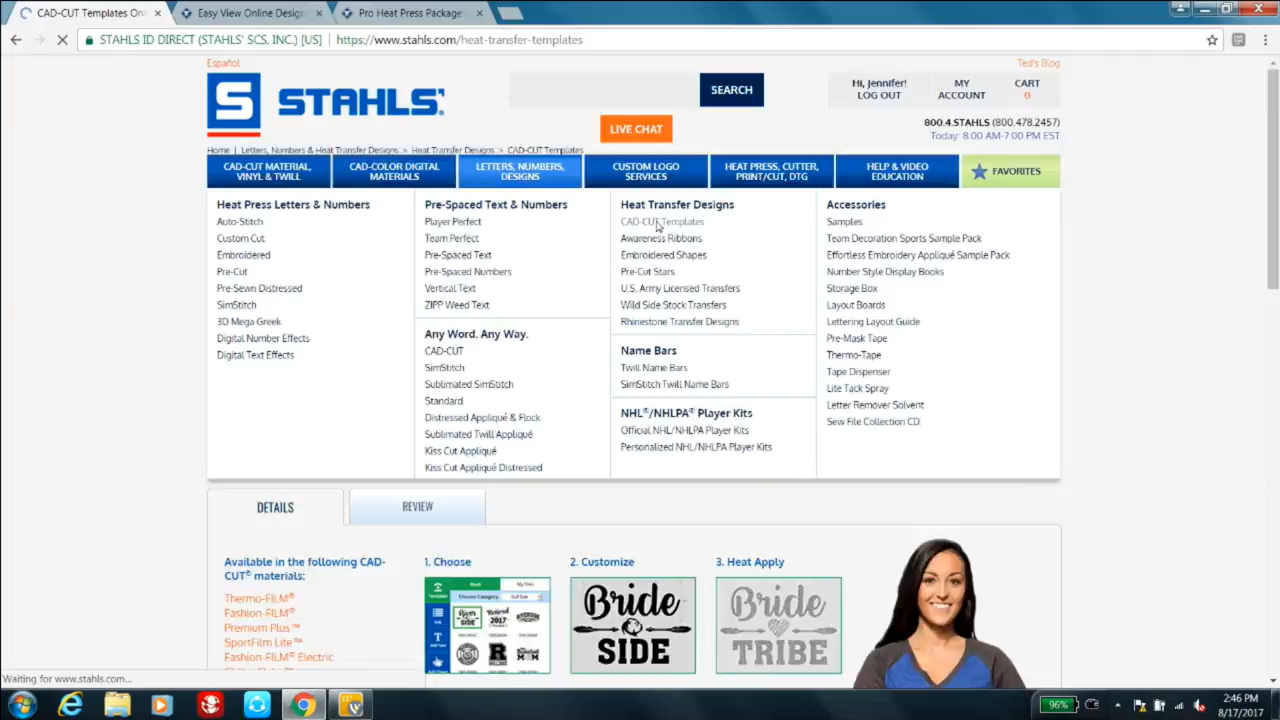 CAD-CUT Templates Onl
Easy View Online Design
Pro Heat Press Package
STAHLS ID DIRECT (STAHLS' SCS, INC.) [US]
https://www.stahls.com/heat-transfer-templates
Español
Ted's Blog
S STAHLS'
SEARCH
Hi, Jennifer!
LOG OUT
MY
ACCOUNT
CART
0
LIVE CHAT
800.4.STAHLS (800.478.2457)
Today: 8:00 AM-7:00 PM EST
Home | Letters, Numbers & Heat Transfer Designs > Heat Transfer Designs > CAD-CUT Templates
CAD-CUT MATERIAL,
VINYL & TWILL
CAD-COLOR DIGITAL
MATERIALS
LETTERS, NUMBERS,
DESIGNS
CUSTOM LOGO
SERVICES
HEAT PRESS, CUTTER,
PRINT/CUT, DTG
HELP & VIDEO
EDUCATION
FAVORITES
Heat Press Letters & Numbers
Auto-Stitch
Custom Cut
Embroidered
Pre-Cut
Pre-Sewn Distressed
SimStitch
3D Mega Greek
Digital Number Effects
Digital Text Effects
Pre-Spaced Text & Numbers
Player Perfect
Team Perfect
Pre-Spaced Text
Pre-Spaced Numbers
Vertical Text
ZIPP Weed Text
Any Word. Any Way.
CAD-CUT
SimStitch
Sublimated SimStitch
Standard
Distressed Appliqué & Flock
Sublimated Twill Appliqué
Kiss Cut Appliqué
Kiss Cut Appliqué Distressed
Heat Transfer Designs
CAD-CUT Templates
Awareness Ribbons
Embroidered Shapes
Pre-Cut Stars
U.S. Army Licensed Transfers
Wild Side Stock Transfers
Rhinestone Transfer Designs
Name Bars
Twill Name Bars
SimStitch Twill Name Bars
NHL®/NHLPA® Player Kits
Official NHL/NHLPA Player Kits
Personalized NHL/NHLPA Player Kits
Accessories
Samples
Team Decoration Sports Sample Pack
Effortless Embroidery Appliqué Sample Pack
Number Style Display Books
Storage Box
Layout Boards
Lettering Layout Guide
Pre-Mask Tape
Thermo-Tape
Tape Dispenser
Lite Tack Spray
Letter Remover Solvent
Sew File Collection CD
DETAILS
REVIEW
Available in the following CAD-
CUT® materials:
Thermo-FILM®
Fashion-FILM®
Premium Plus™
SportFilm Lite™
Fashion-FILM® Electric
1. Choose
2. Customize
3. Heat Apply
Bride
SIDE
Bride
TRIBE
Waiting for www.stahls.com...
96%
2:46 PM
8/17/2017